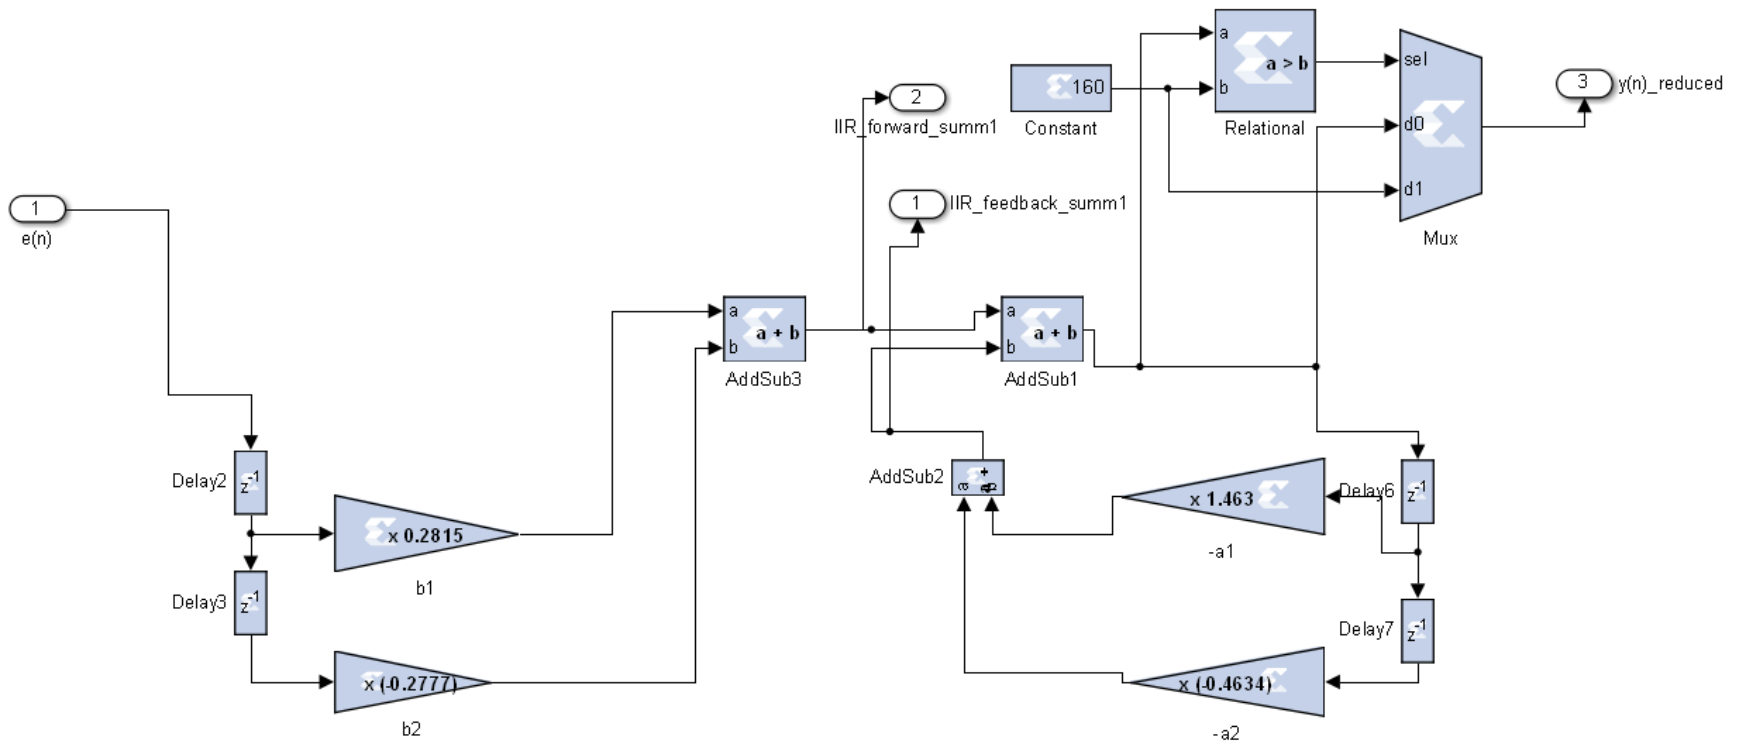 a
a > b
b
Relational
160
Constant
sel
d0
d1
Mux
3
y(n)_reduced
2
IIR_forward_summ1
1
IIR_feedback_summ1
1
e(n)
a
a + b
b
AddSub3
a
a + b
b
AddSub1
Delay2
z-1
x 0.2815
b1
Delay3
z-1
x (-0.2777)
b2
AddSub2
a
x 1.463
-a1
Delay6
z-1
Delay7
z-1
x (-0.4634)
-a2